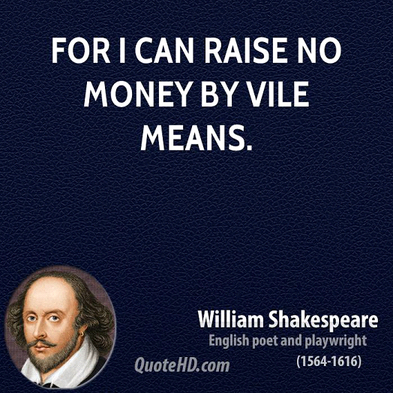 FOR I CAN RAISE NO
MONEY BY VILE
MEANS.
William Shakespeare
English poet and playwright
(1564-1616)
QuoteHD.com